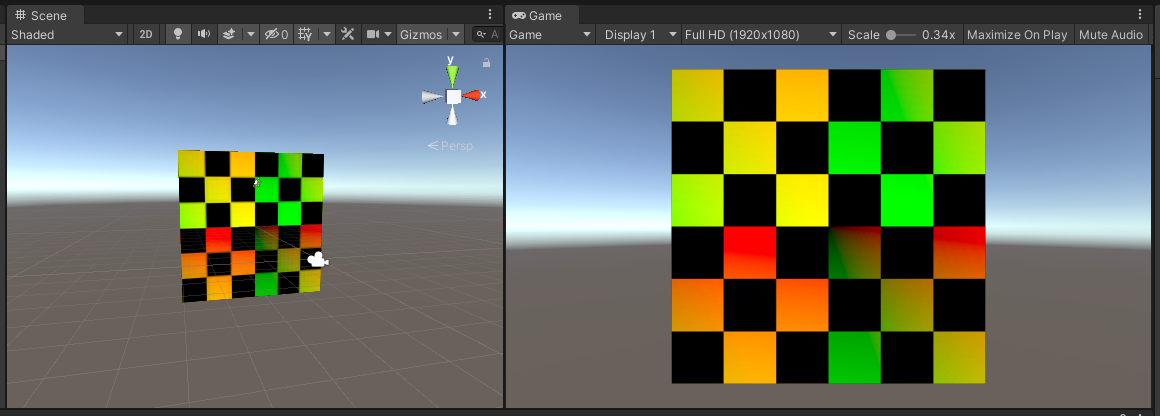 Scene
Shaded
2D
0
Gizmos
A
y
x
Persp
Game
Game
Display 1
Full HD (1920x1080)
Scale
0.34x
Maximize On Play
Mute Audio